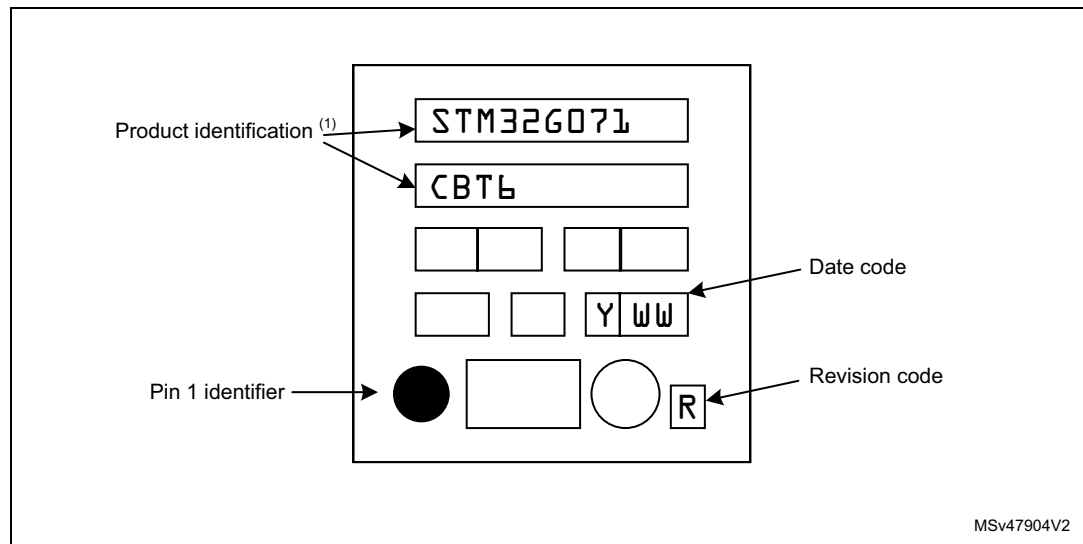 STM32G071
Product identification (1)
CBT6
Date code
Y WW
Pin 1 identifier
Revision code
R
MSv47904V2